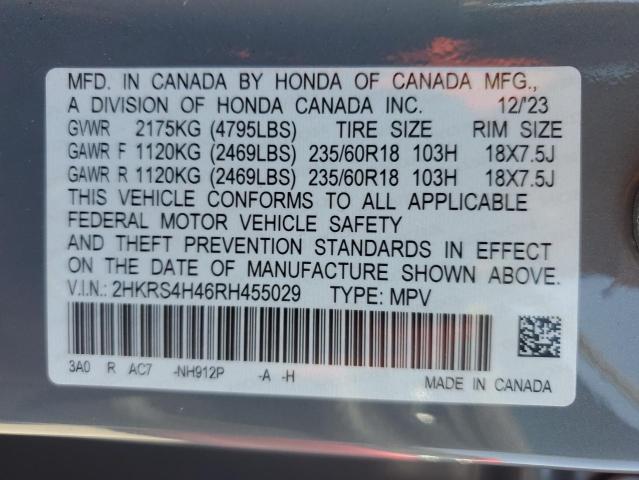 MFD. IN CANADA BY HONDA OF CANADA MFG.,
A DIVISION OF HONDA CANADA INC. 12/'23
GVWR 2175KG (4795LBS) TIRE SIZE RIM SIZE
GAWR F 1120KG (2469LBS) 235/60R18 103H 18X7.5J
GAWR R 1120KG (2469LBS) 235/60R18 103H 18X7.5J
THIS VEHICLE CONFORMS TO ALL APPLICABLE
FEDERAL MOTOR VEHICLE SAFETY
AND THEFT PREVENTION STANDARDS IN EFFECT
ON THE DATE OF MANUFACTURE SHOWN ABOVE.
V.I.N.: 2HKRS4H46RH455029 TYPE: MPV
3A0 R AC7 -NH912P -A -H
MADE IN CANADA